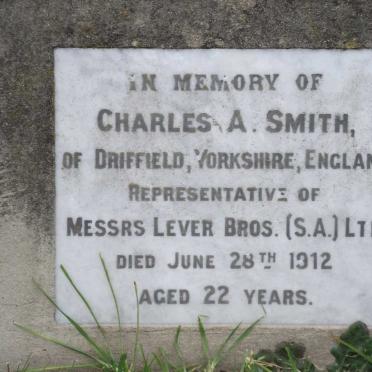 IN MEMORY OF
CHARLES A. SMITH,
OF DRIFFIELD, YORKSHIRE, ENGLAN
REPRESENTATIVE OF
MESSRS LEVER BROS. (S.A.) LT
DIED JUNE 28TH 1912
AGED 22 YEARS.